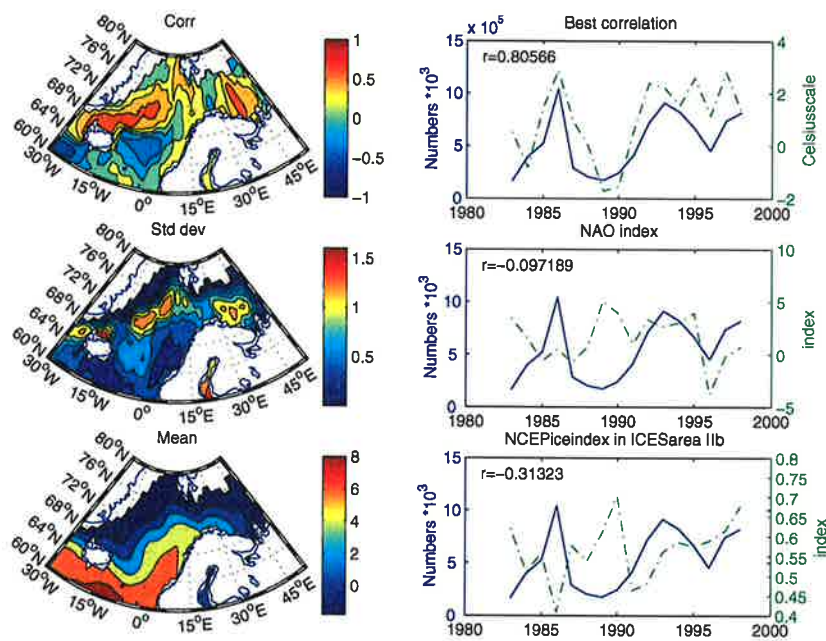 Corr
80°N
76°N
72°N
68°N
64°N
60°N
30°W
15°W
0°
15°E
30°E
45°E
1
0.5
0
−0.5
−1
Best correlation
x 10^5
r=0.80566
Numbers *10^3
15
10
5
0
4
2
0
−2
Celsiusscale
1980
1985
1990
1995
2000
Std dev
80°N
76°N
72°N
68°N
64°N
60°N
30°W
15°W
0°
15°E
30°E
45°E
1.5
1
0.5
NAO index
r=−0.097189
Numbers *10^3
15
10
5
0
10
5
0
−5
index
1980
1985
1990
1995
2000
Mean
80°N
76°N
72°N
68°N
64°N
60°N
30°W
15°W
0°
15°E
30°E
45°E
8
6
4
2
0
NCEPiceindex in ICESarea IIb
r=−0.31323
Numbers *10^3
15
10
5
0
0.8
0.75
0.7
0.65
0.6
0.55
0.5
0.45
0.4
index
1980
1985
1990
1995
2000